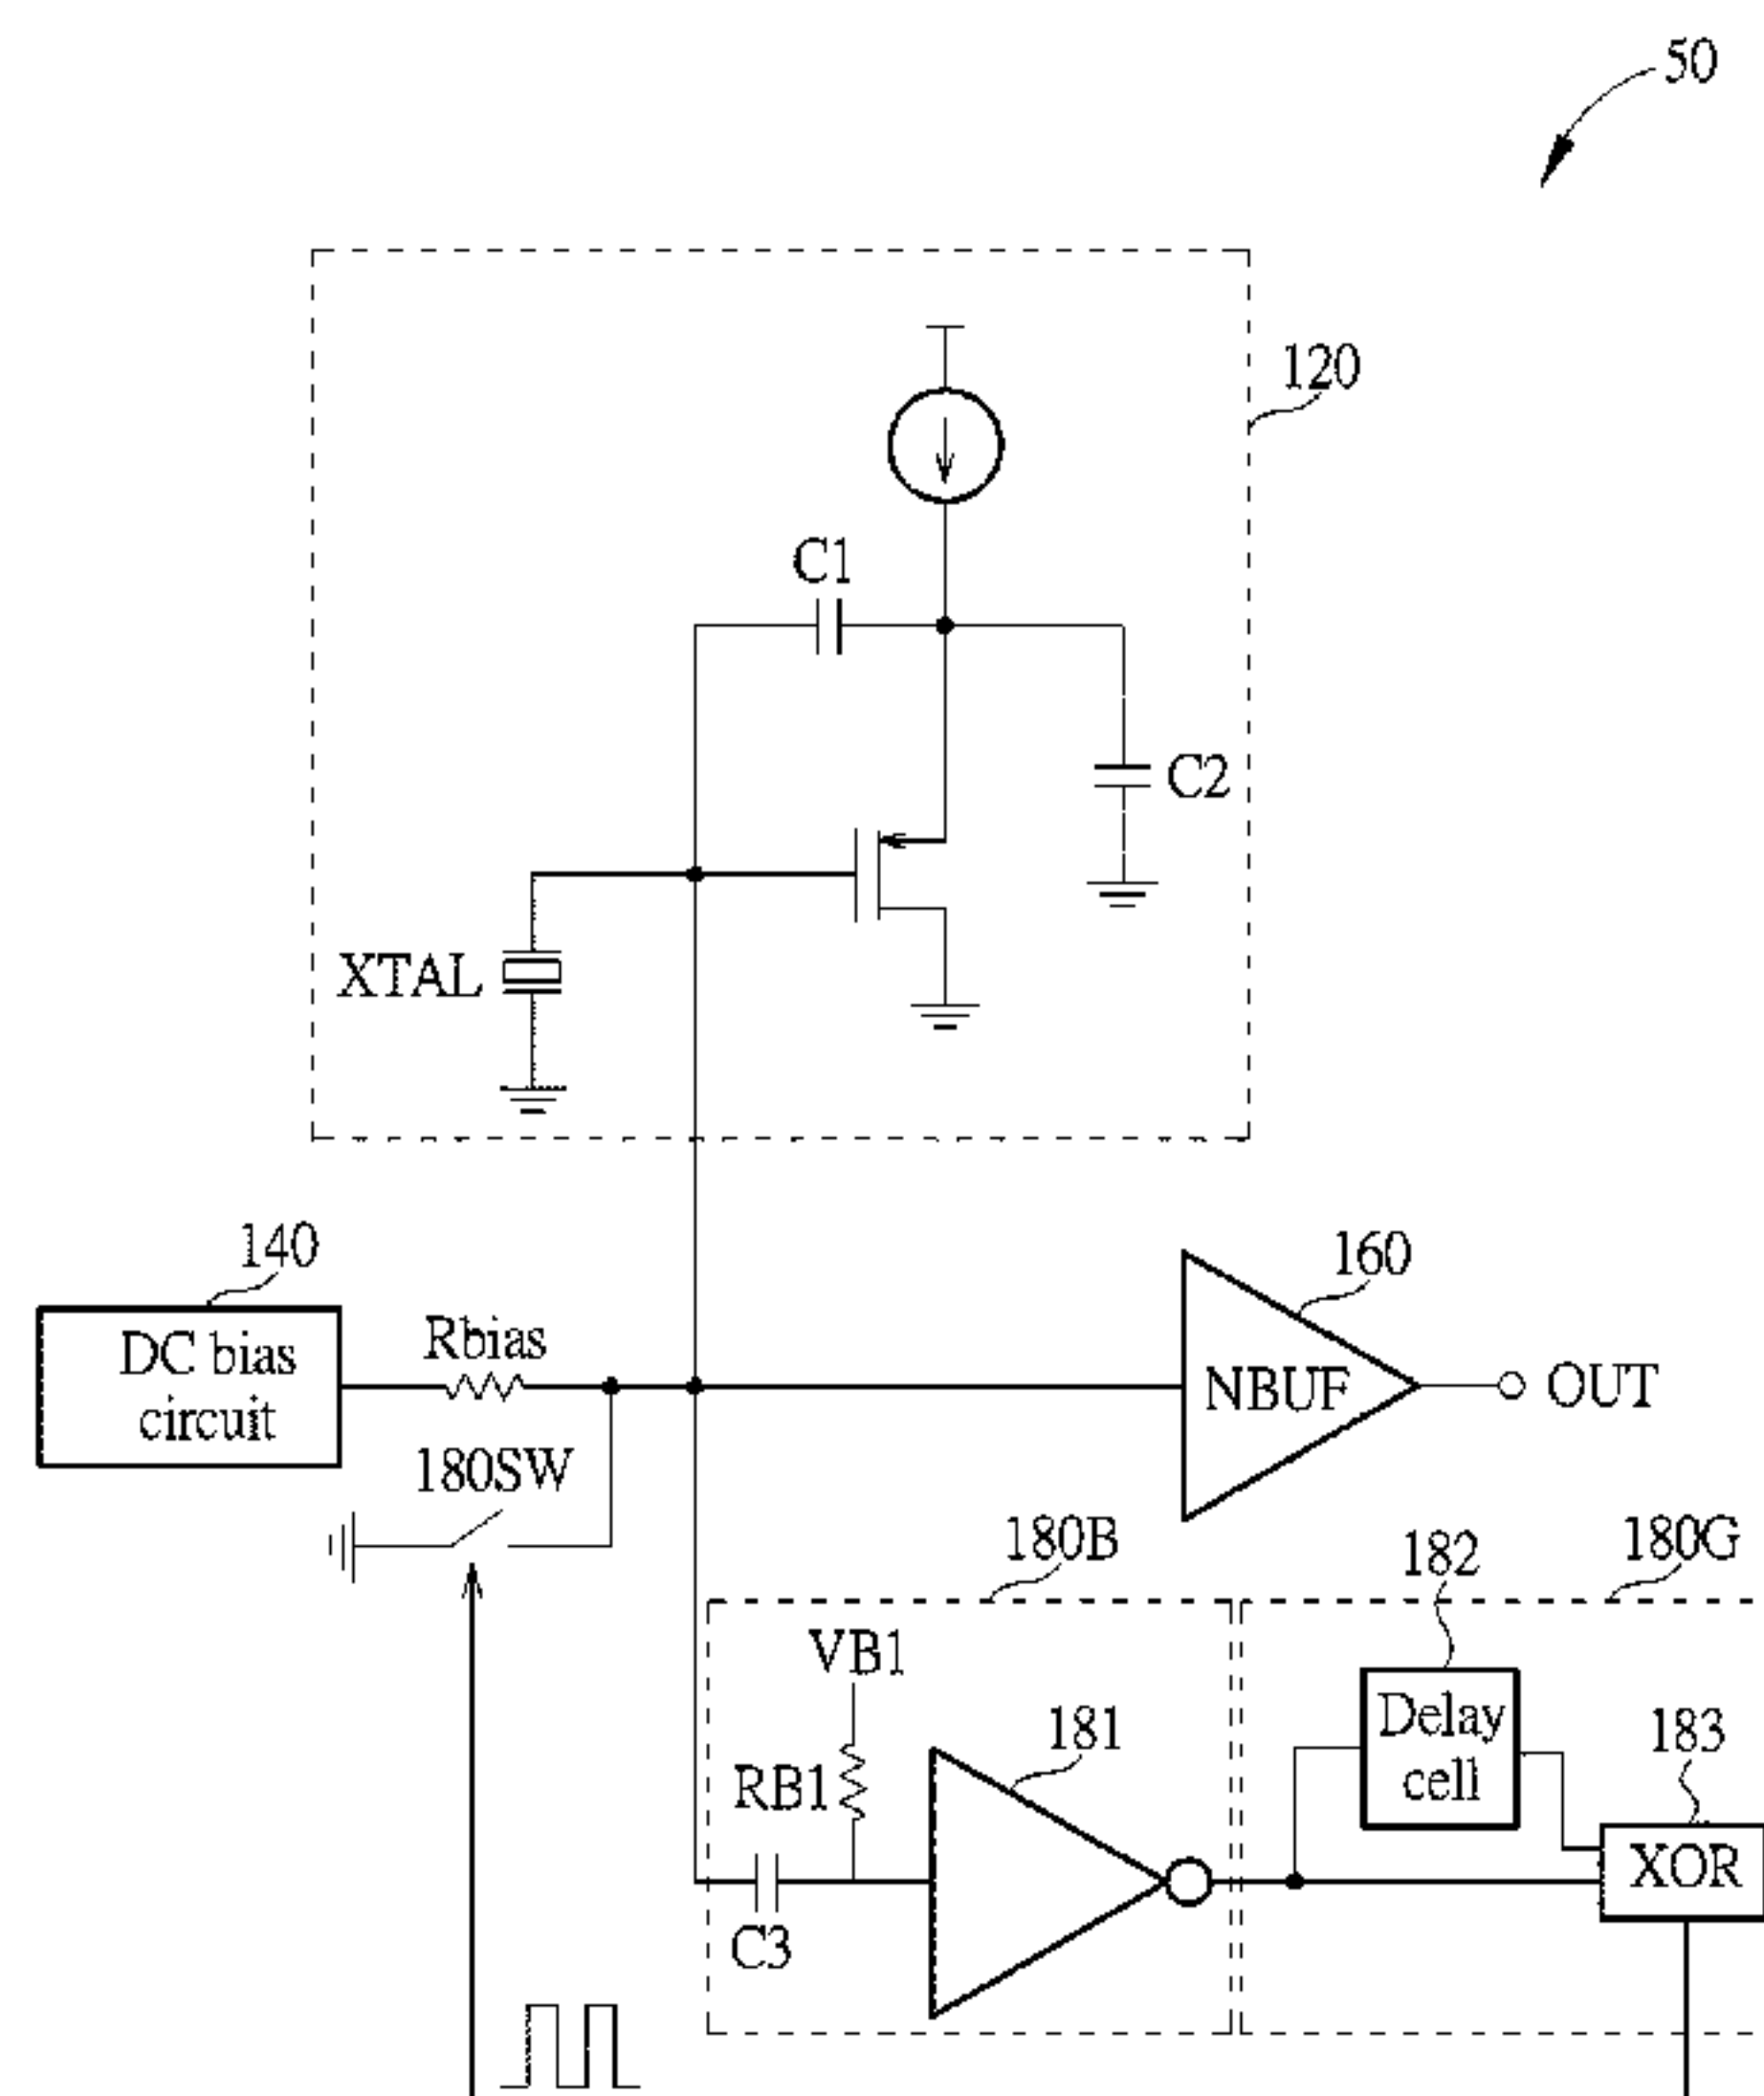 50
120
C1
C2
XTAL
140
160
DC bias
circuit
Rbias
NBUF
OUT
180SW
180B
182
180G
VB1
Delay
cell
181
183
RB1
XOR
C3